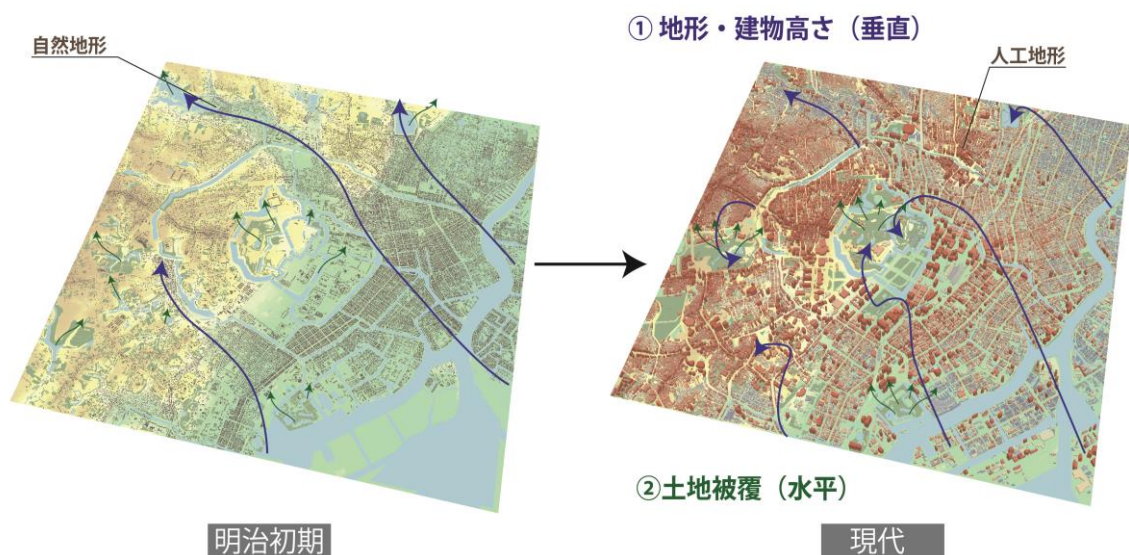 ① 地形・建物高さ（垂直）
自然地形
人工地形
②土地被覆（水平）
明治初期
現代